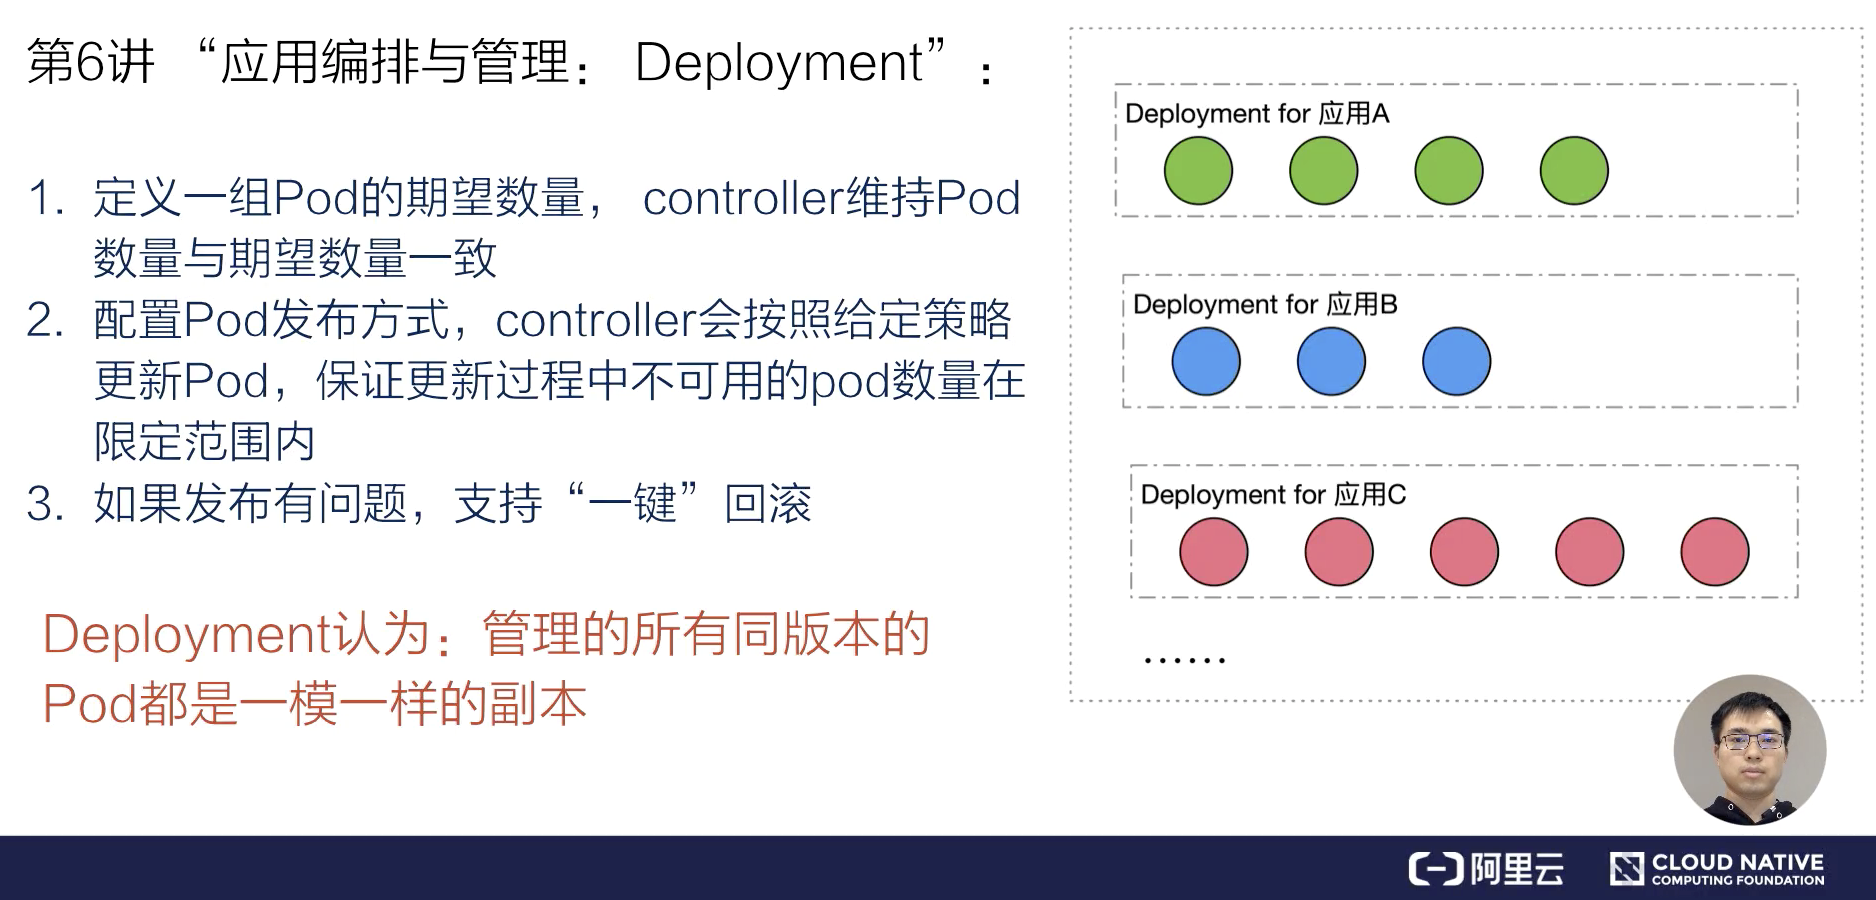 第6讲 “应用编排与管理： Deployment”：
1. 定义一组Pod的期望数量， controller维持Pod
数量与期望数量一致
2. 配置Pod发布方式，controller会按照给定策略
更新Pod，保证更新过程中不可用的pod数量在
限定范围内
3. 如果发布有问题，支持“一键”回滚
Deployment认为：管理的所有同版本的
Pod都是一模一样的副本
Deployment for 应用A
Deployment for 应用B
Deployment for 应用C
……
阿里云
CLOUD NATIVE
COMPUTING FOUNDATION